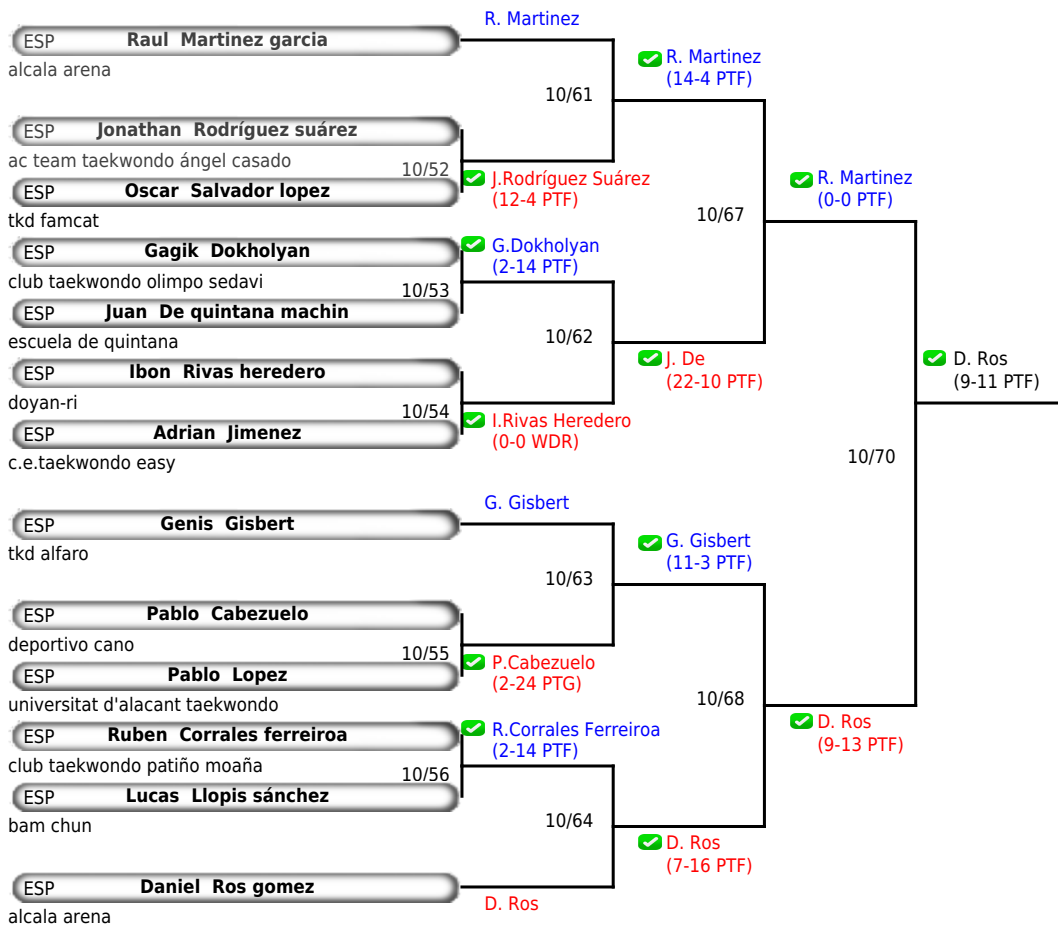 R. Martinez
ESP Raul Martinez garcia
alcala arena
R. Martinez
(14-4 PTF)
10/61
ESP Jonathan Rodríguez suárez
ac team taekwondo ángel casado
10/52
ESP Oscar Salvador lopez
tkd famcat
J.Rodríguez Suárez
(12-4 PTF)
R. Martinez
(0-0 PTF)
10/67
ESP Gagik Dokholyan
club taekwondo olimpo sedavi
G.Dokholyan
(2-14 PTF)
10/53
ESP Juan De quintana machin
escuela de quintana
10/62
J. De
(22-10 PTF)
ESP Ibon Rivas heredero
doyan-ri
10/54
ESP Adrian Jimenez
c.e.taekwondo easy
I.Rivas Heredero
(0-0 WDR)
D. Ros
(9-11 PTF)
10/70
G. Gisbert
ESP Genis Gisbert
tkd alfaro
G. Gisbert
(11-3 PTF)
10/63
ESP Pablo Cabezuelo
deportivo cano
10/55
ESP Pablo Lopez
universitat d'alacant taekwondo
P.Cabezuelo
(2-24 PTG)
10/68
D. Ros
(9-13 PTF)
ESP Ruben Corrales ferreiroa
club taekwondo patiño moaña
R.Corrales Ferreiroa
(2-14 PTF)
10/56
ESP Lucas Llopis sánchez
bam chun
10/64
D. Ros
(7-16 PTF)
ESP Daniel Ros gomez
alcala arena
D. Ros